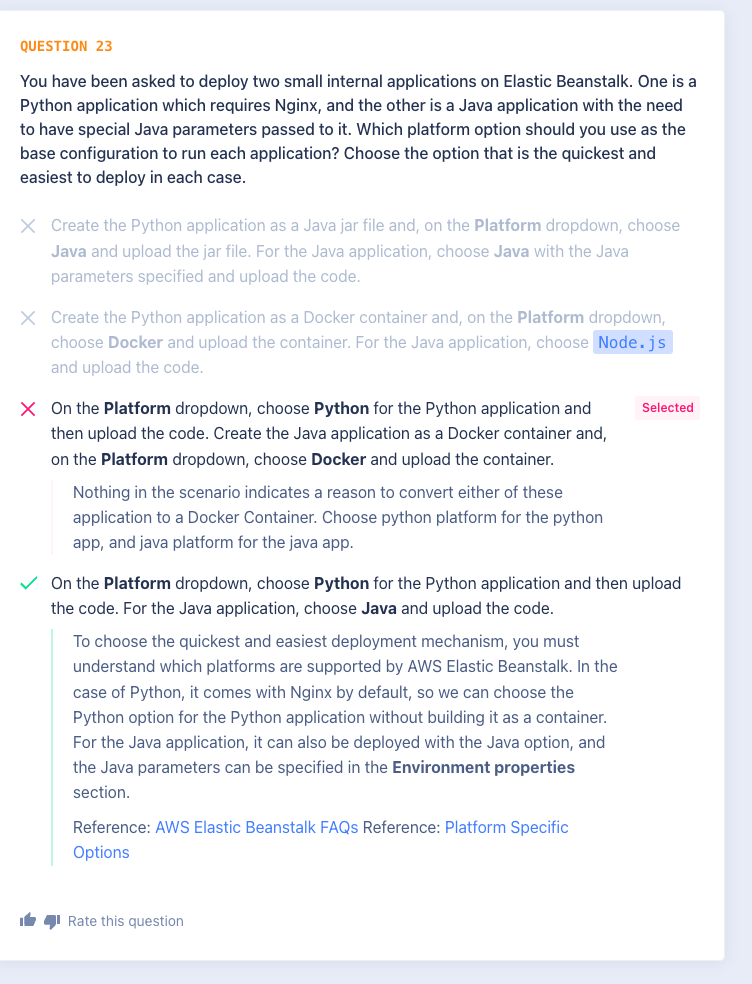 QUESTION 23
You have been asked to deploy two small internal applications on Elastic Beanstalk. One is a
Python application which requires Nginx, and the other is a Java application with the need
to have special Java parameters passed to it. Which platform option should you use as the
base configuration to run each application? Choose the option that is the quickest and
easiest to deploy in each case.
Create the Python application as a Java jar file and, on the Platform dropdown, choose
Java and upload the jar file. For the Java application, choose Java with the Java
parameters specified and upload the code.
Create the Python application as a Docker container and, on the Platform dropdown,
choose Docker and upload the container. For the Java application, choose Node.js
and upload the code.
On the Platform dropdown, choose Python for the Python application and
Selected
then upload the code. Create the Java application as a Docker container and,
on the Platform dropdown, choose Docker and upload the container.
Nothing in the scenario indicates a reason to convert either of these
application to a Docker Container. Choose python platform for the python
app, and java platform for the java app.
On the Platform dropdown, choose Python for the Python application and then upload
the code. For the Java application, choose Java and upload the code.
To choose the quickest and easiest deployment mechanism, you must
understand which platforms are supported by AWS Elastic Beanstalk. In the
case of Python, it comes with Nginx by default, so we can choose the
Python option for the Python application without building it as a container.
For the Java application, it can also be deployed with the Java option, and
the Java parameters can be specified in the Environment properties
section.
Reference: AWS Elastic Beanstalk FAQs Reference: Platform Specific
Options
Rate this question